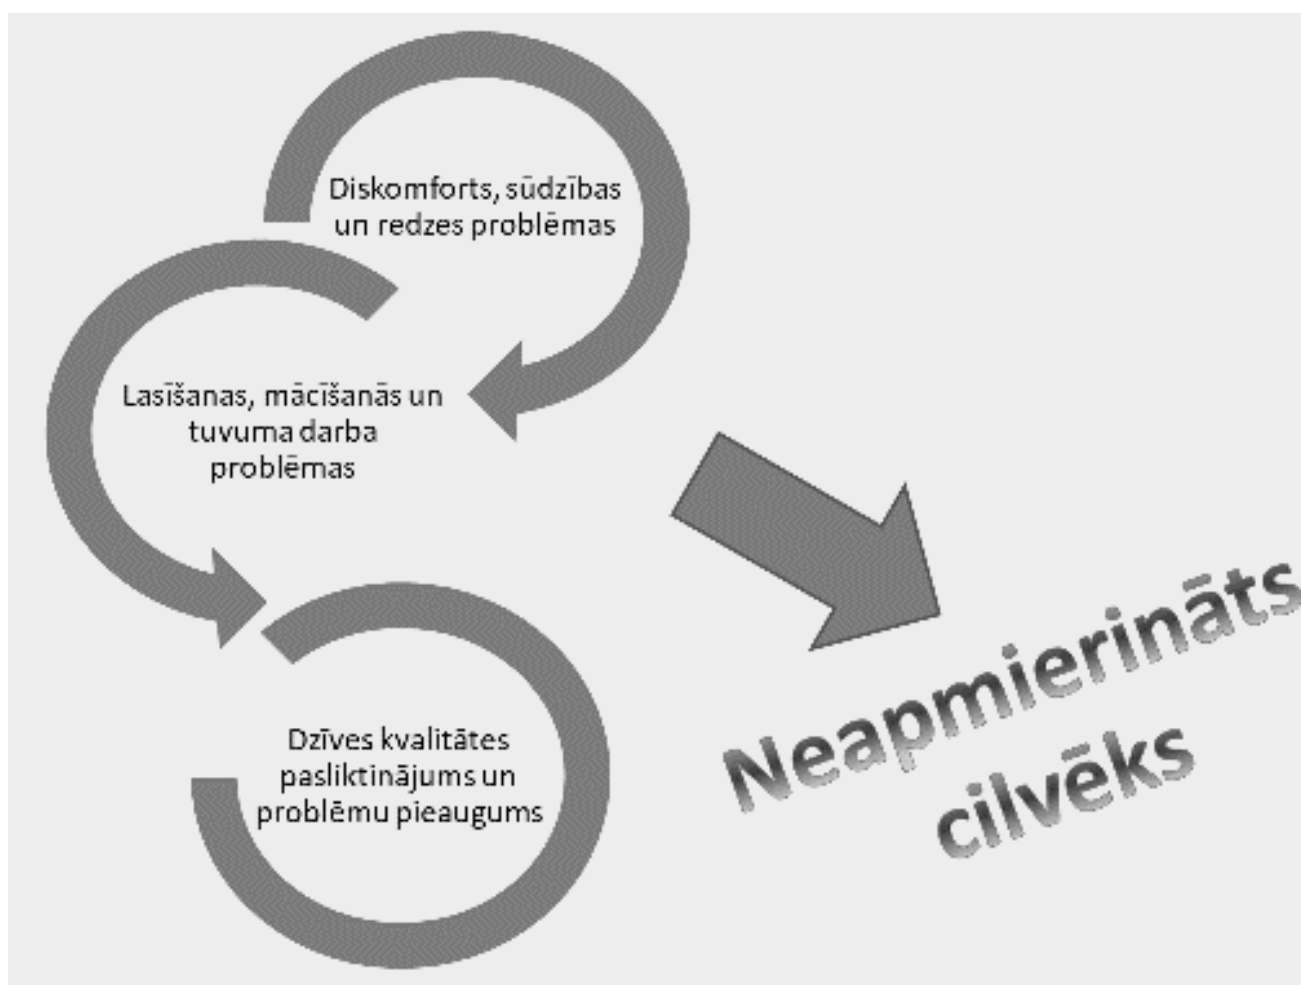 Diskomforts, sūdzības
un redzes problēmas
Lasīšanas, mācīšanās un
tuvuma darba
problēmas
Dzīves kvalitātes
pasliktinājums un
problēmu pieaugums
Neapmierināts
cilvēks